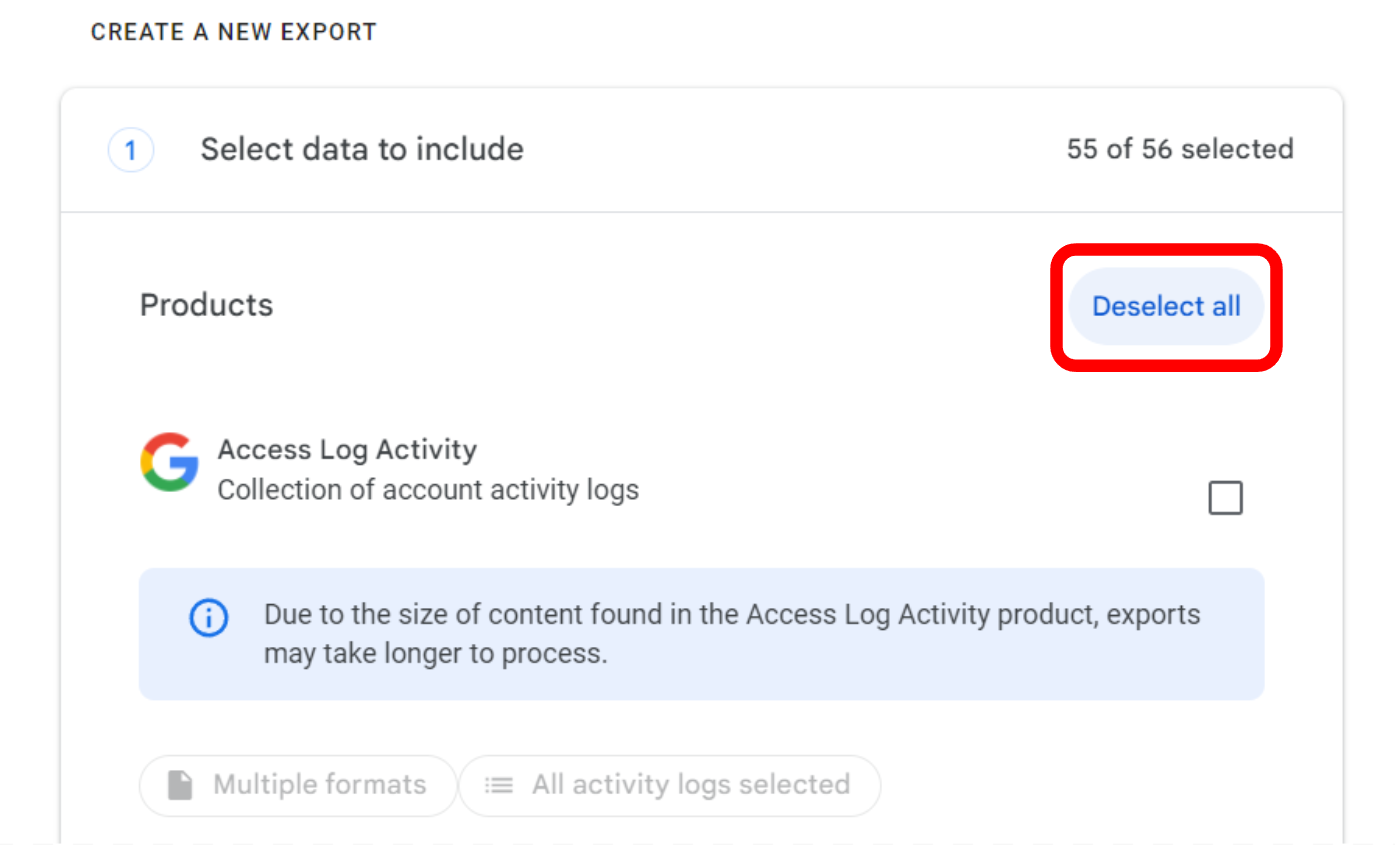 CREATE A NEW EXPORT
1 Select data to include 55 of 56 selected
Products Deselect all
Access Log Activity
Collection of account activity logs
Due to the size of content found in the Access Log Activity product, exports
may take longer to process.
Multiple formats All activity logs selected